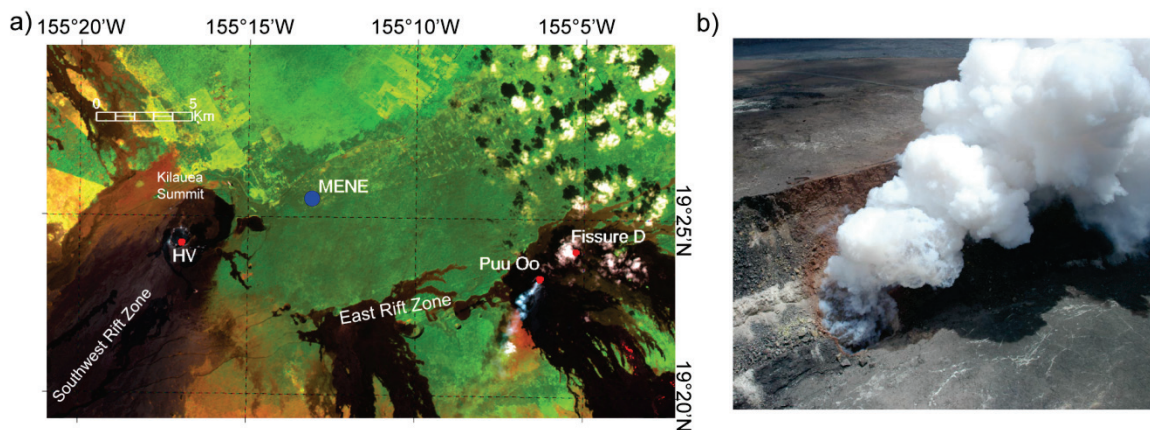 a)
155°20'W 155°15'W 155°10'W 155°5'W
b)
0 5
Km
Kilauea
Summit
MENE
19°25'N
HV
Fissure D
Puu Oo
East Rift Zone
Southwest Rift Zone
19°20'N